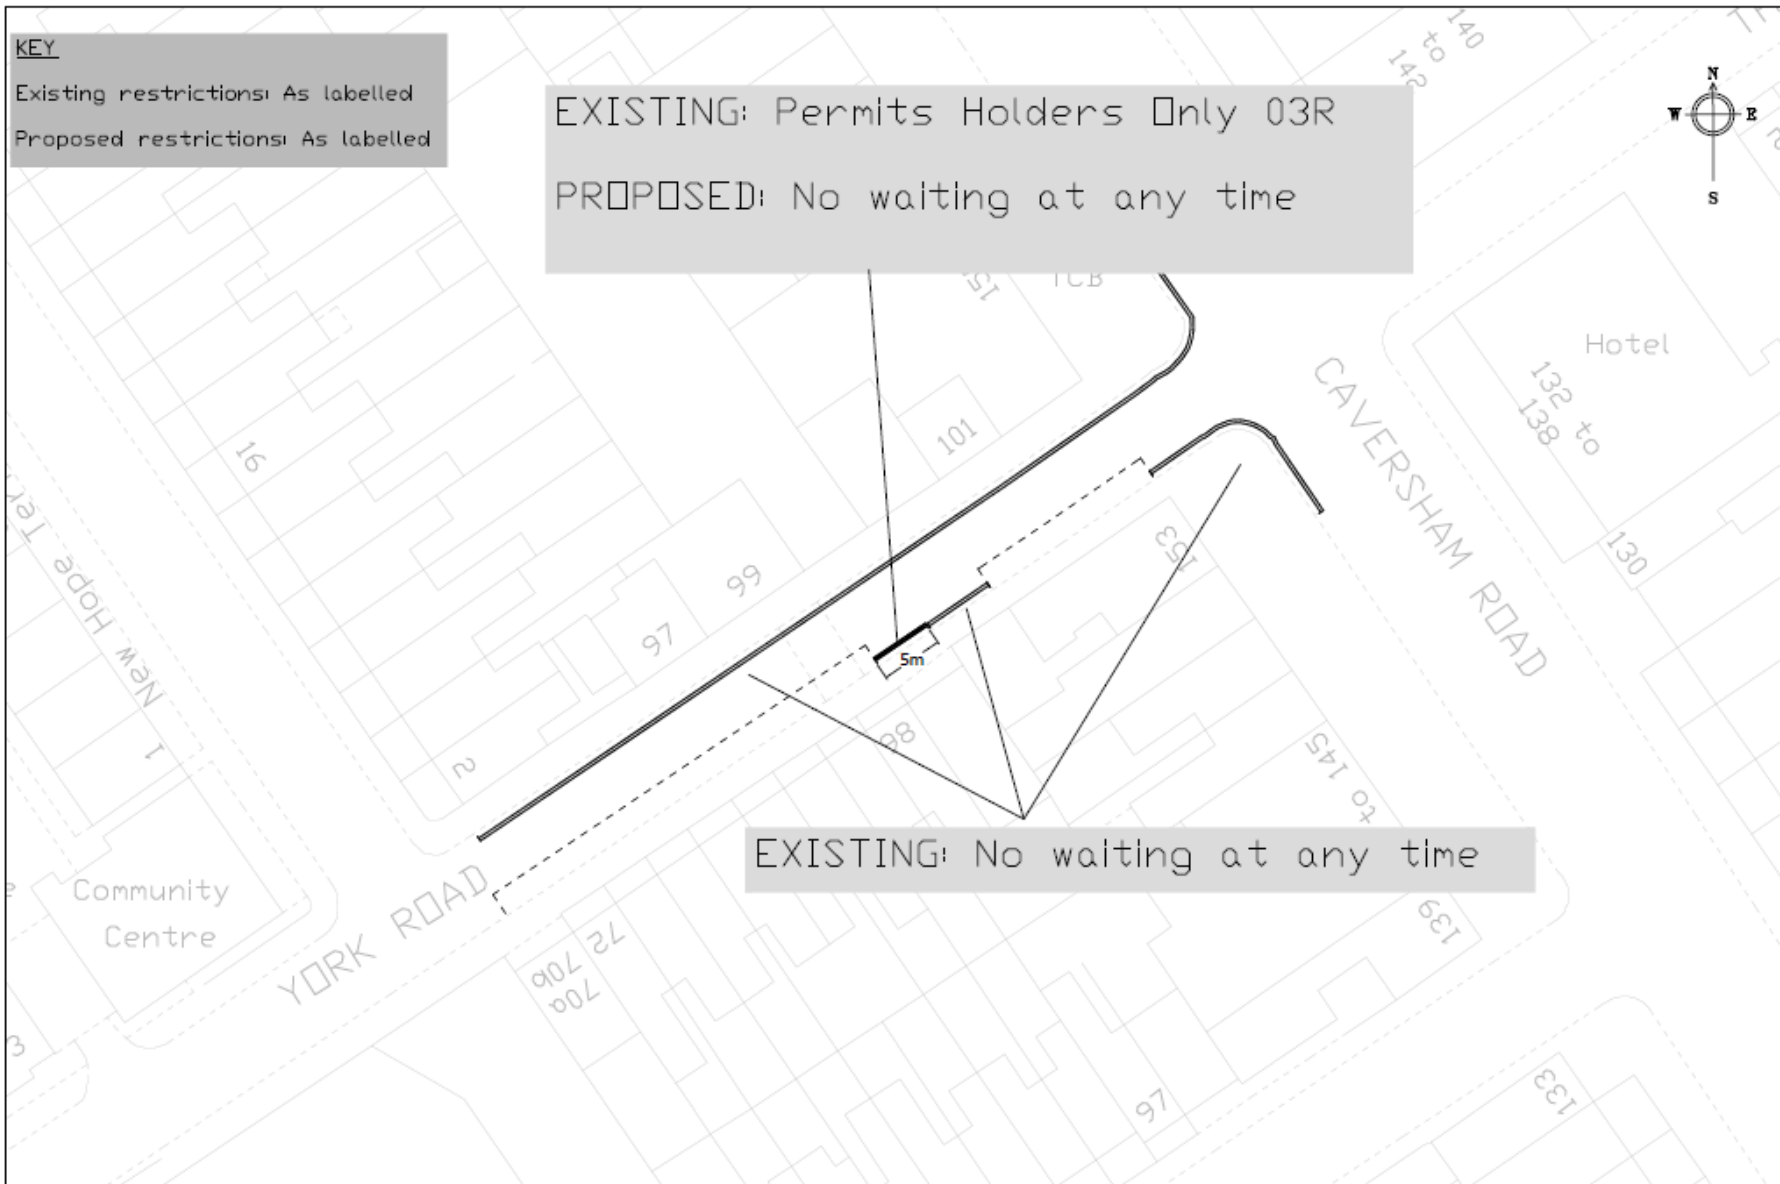 KEY
Existing restrictions: As labelled
Proposed restrictions: As labelled
EXISTING: Permits Holders Only 03R
PROPOSED: No waiting at any time
N
W E
S
140
to
142
Hotel
132 to
138
CAVERSHAM ROAD
130
101
99
97
16
153
5m
98
New Hope Ter
1
2
145 to
EXISTING: No waiting at any time
139
Community
Centre
YORK ROAD
72
70b
70a
97
133
3